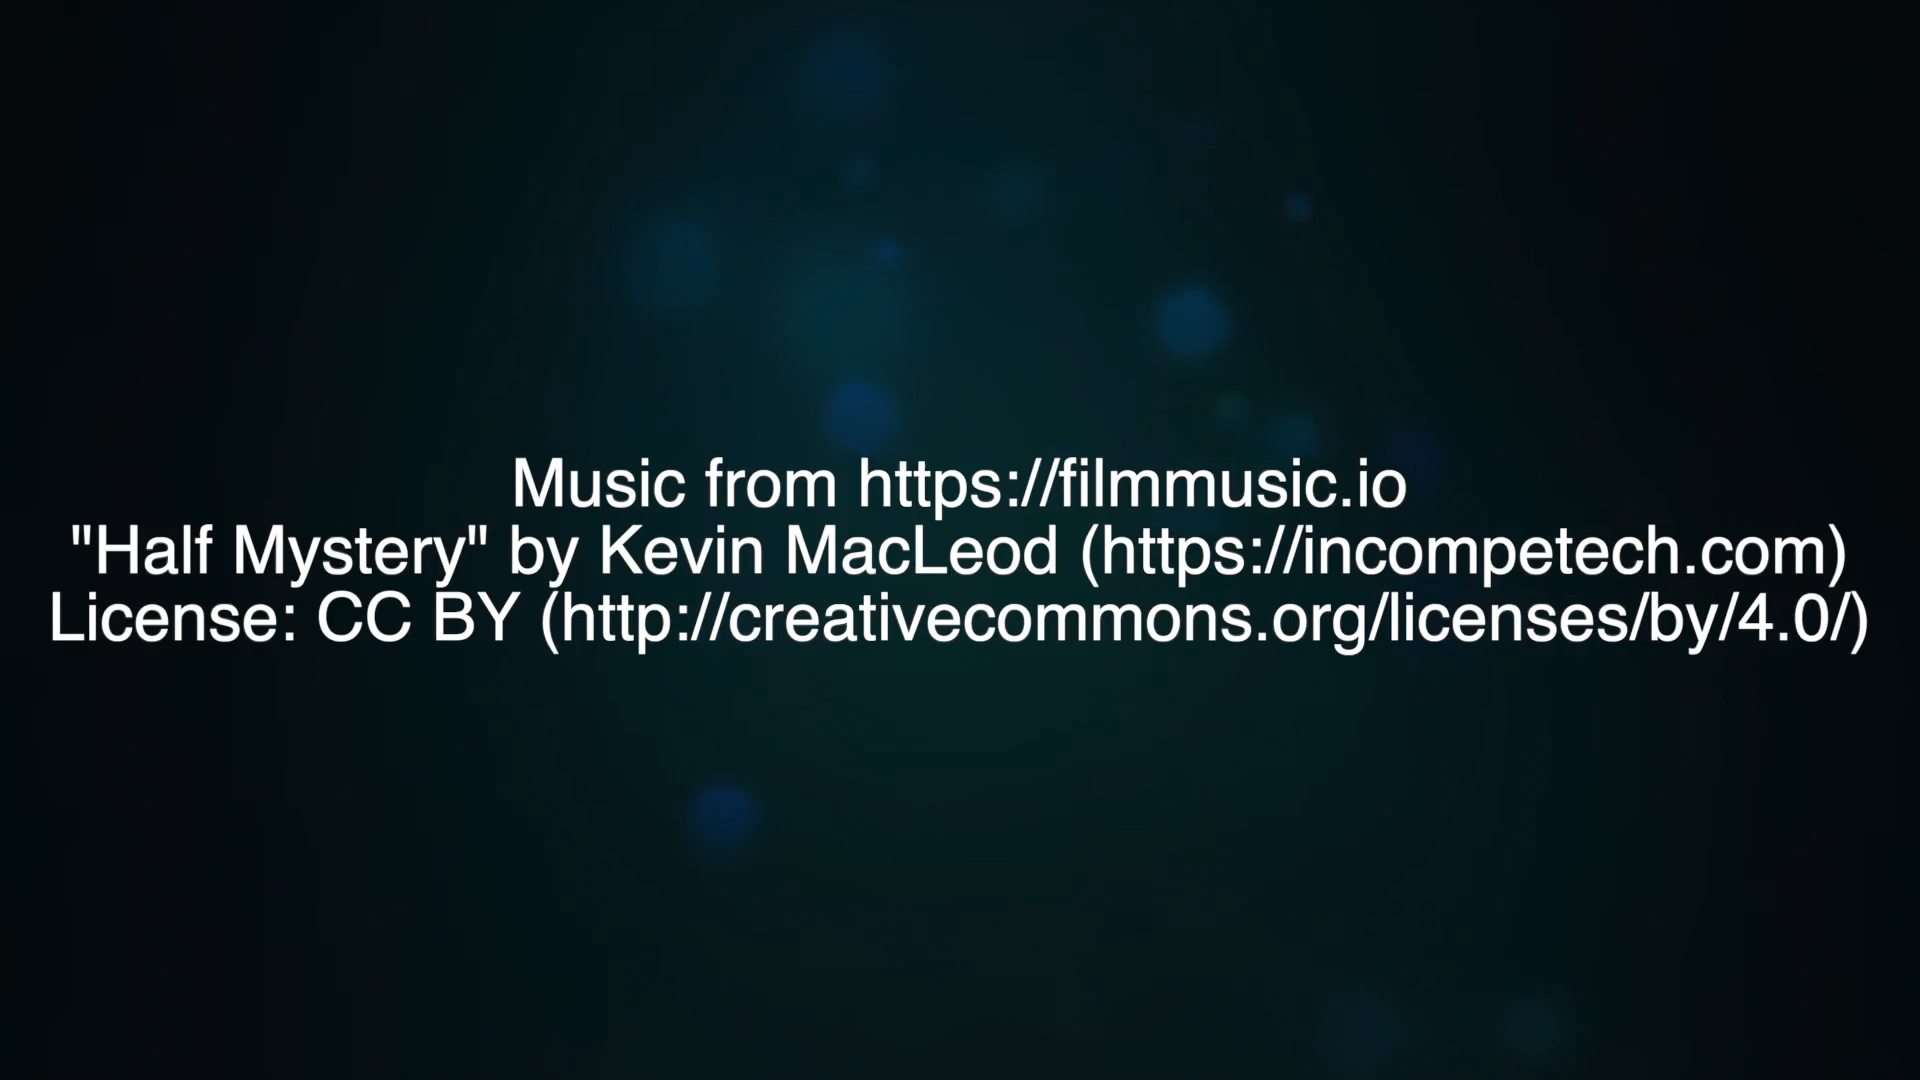 Music from https://filmmusic.io
"Half Mystery" by Kevin MacLeod (https://incompetech.com)
License: CC BY (http://creativecommons.org/licenses/by/4.0/)